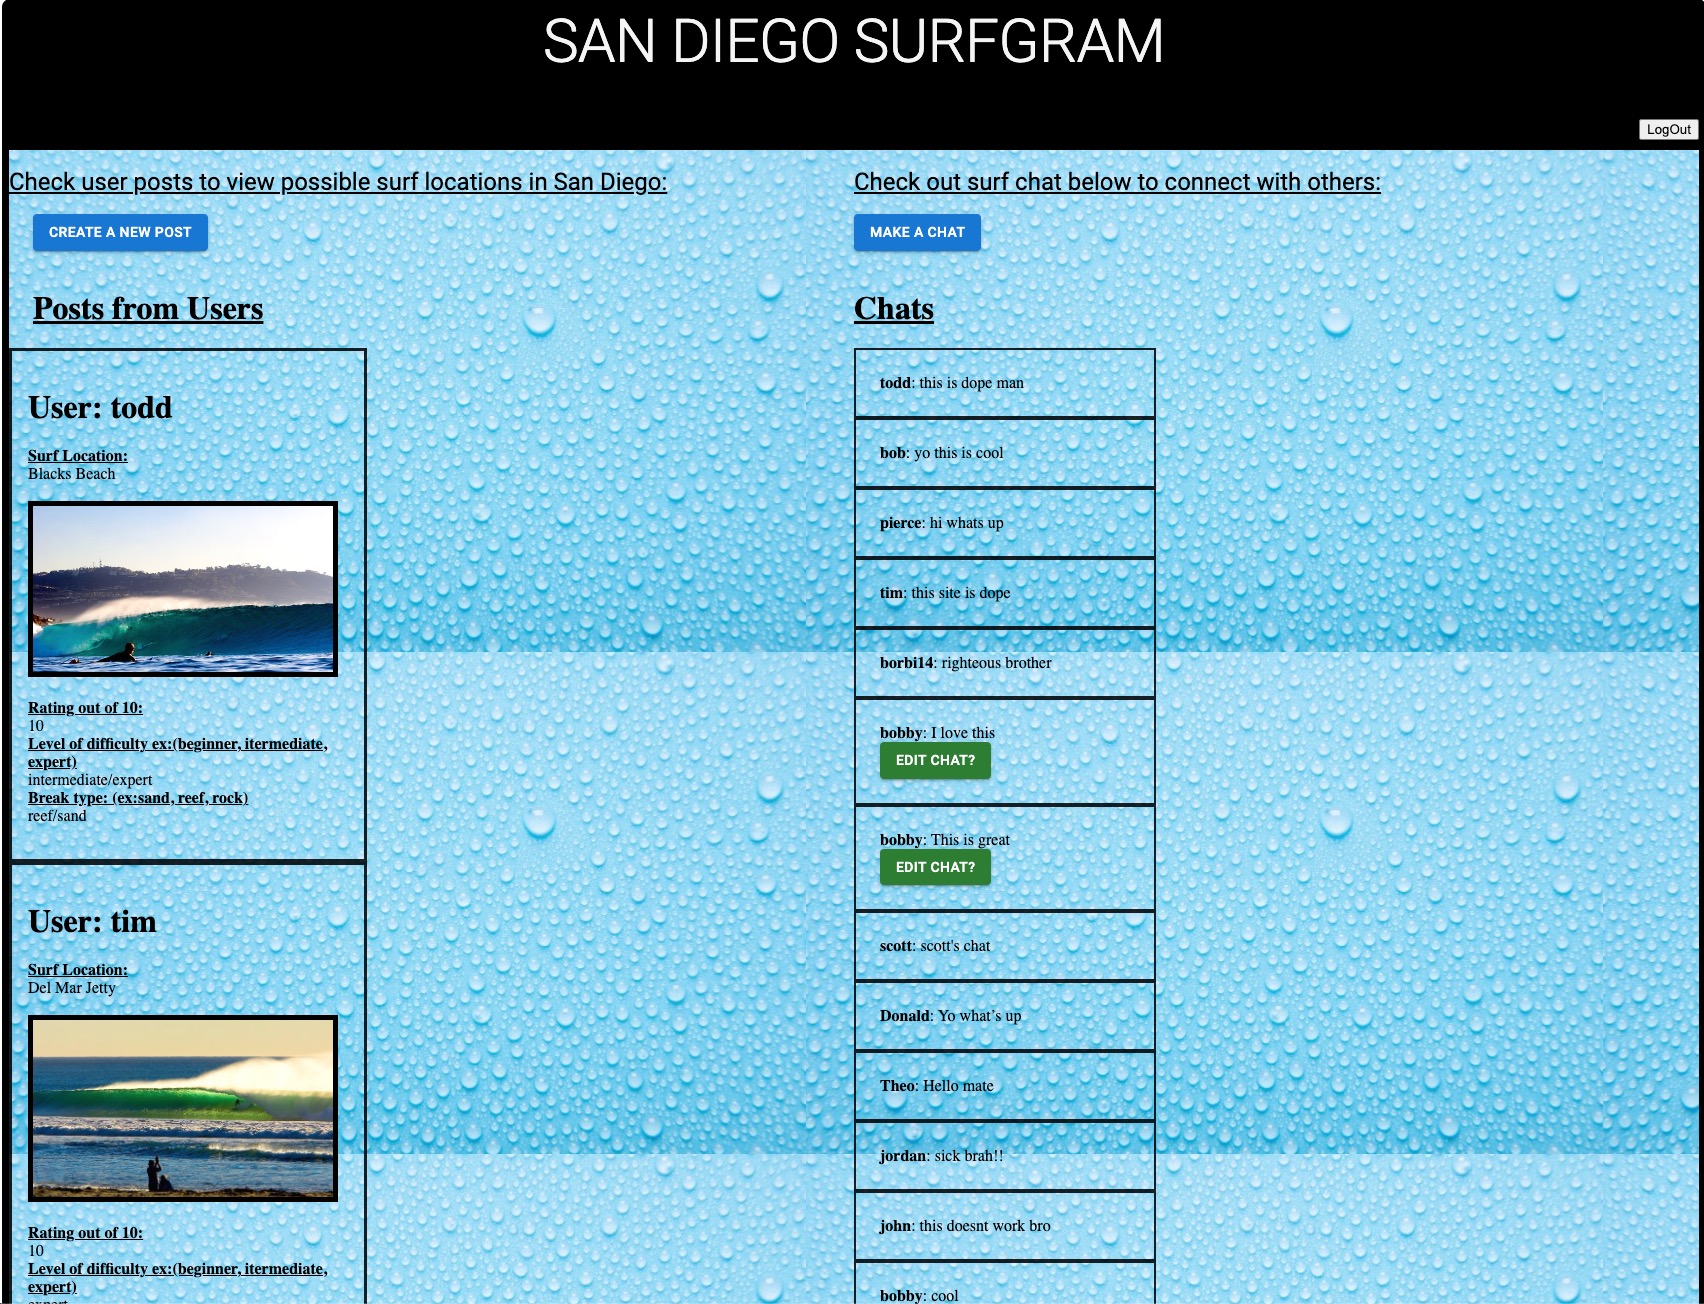 SAN DIEGO SURFGRAM
LogOut
Check user posts to view possible surf locations in San Diego:
CREATE A NEW POST
Posts from Users
User: todd
Surf Location:
Blacks Beach
Rating out of 10:
10
Level of difficulty ex:(beginner, itermediate,
expert)
intermediate/expert
Break type: (ex:sand, reef, rock)
reef/sand
User: tim
Surf Location:
Del Mar Jetty
Rating out of 10:
10
Level of difficulty ex:(beginner, itermediate,
expert)
expert
Check out surf chat below to connect with others:
MAKE A CHAT
Chats
todd: this is dope man
bob: yo this is cool
pierce: hi whats up
tim: this site is dope
borbi14: righteous brother
bobby: I love this
EDIT CHAT?
bobby: This is great
EDIT CHAT?
scott: scott's chat
Donald: Yo what’s up
Theo: Hello mate
jordan: sick brah!!
john: this doesnt work bro
bobby: cool